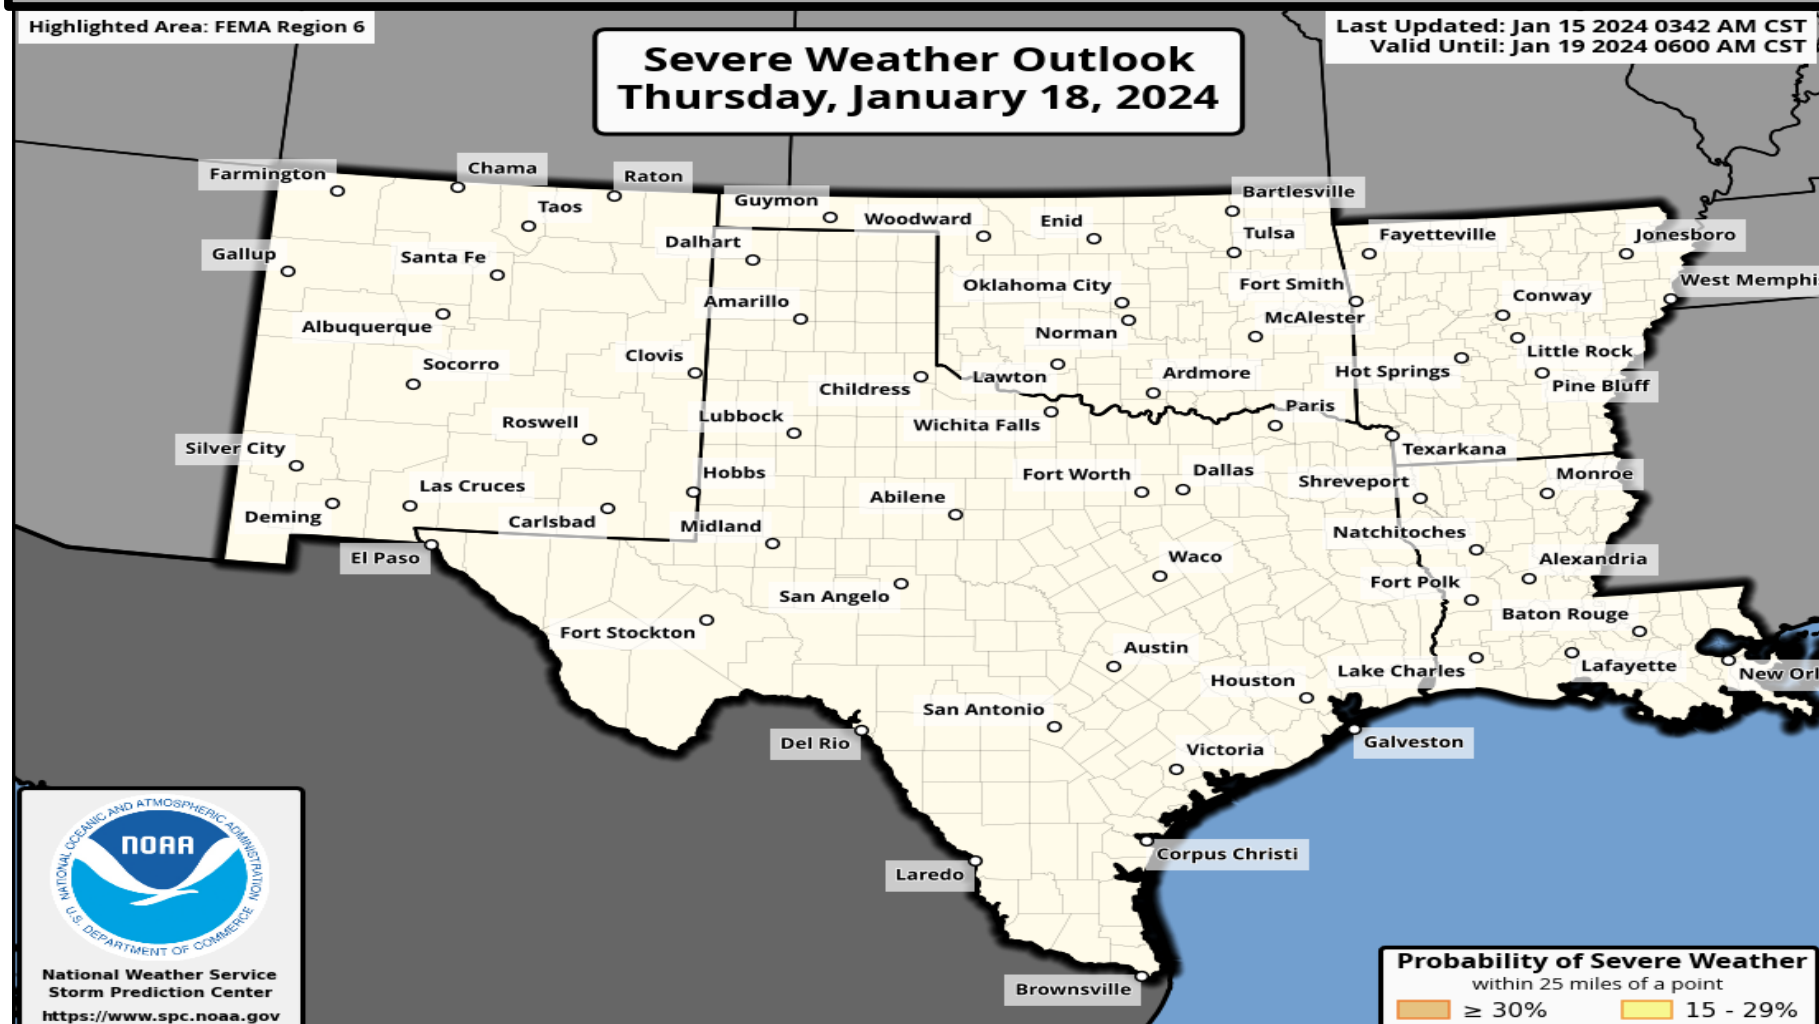 Highlighted Area: FEMA Region 6
Severe Weather Outlook
Thursday, January 18, 2024
Last Updated: Jan 15 2024 0342 AM CST
Valid Until: Jan 19 2024 0600 AM CST
Farmington
Chama
Raton
Taos
Guymon
Woodward
Enid
Bartlesville
Tulsa
Fayetteville
Jonesboro
Gallup
Santa Fe
Dalhart
Oklahoma City
Fort Smith
Conway
West Memphi
Albuquerque
Amarillo
Norman
McAlester
Little Rock
Socorro
Clovis
Childress
Lawton
Ardmore
Hot Springs
Pine Bluff
Roswell
Lubbock
Wichita Falls
Paris
Texarkana
Silver City
Las Cruces
Hobbs
Abilene
Fort Worth
Dallas
Shreveport
Monroe
Deming
Carlsbad
Midland
Natchitoches
El Paso
Waco
Alexandria
San Angelo
Fort Polk
Fort Stockton
Baton Rouge
Austin
Houston
Lake Charles
Lafayette
New Orl
San Antonio
Del Rio
Victoria
Galveston
Laredo
Corpus Christi
Brownsville
NATIONAL OCEANIC AND ATMOSPHERIC ADMINISTRATION
NOAA
U.S. DEPARTMENT OF COMMERCE
National Weather Service
Storm Prediction Center
https://www.spc.noaa.gov
Probability of Severe Weather
within 25 miles of a point
≥ 30%
15 - 29%